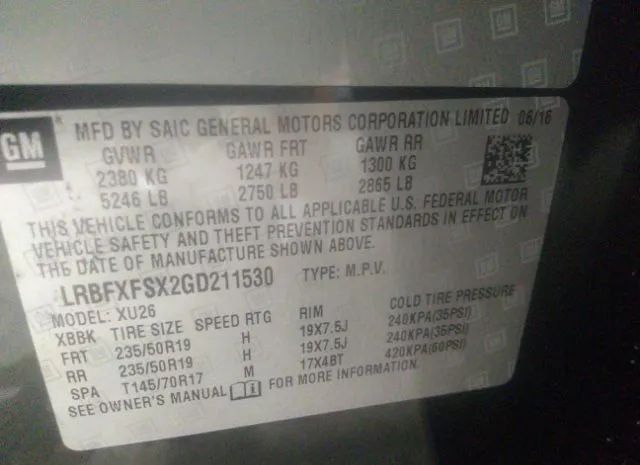 GM
MFD BY SAIC GENERAL MOTORS CORPORATION LIMITED 06/16
GVWR GAWR FRT GAWR RR
2380 KG 1247 KG 1300 KG
5246 LB 2750 LB 2865 LB
THIS VEHICLE CONFORMS TO ALL APPLICABLE U.S. FEDERAL MOTOR
VEHICLE SAFETY AND THEFT PREVENTION STANDARDS IN EFFECT ON
THE DATE OF MANUFACTURE SHOWN ABOVE.
LRBFXFSX2GD211530 TYPE: M.P.V.
MODEL: XU26
XBBK TIRE SIZE SPEED RTG RIM COLD TIRE PRESSURE
FRT 235/50R19 H 19X7.5J 240KPA(35PSI)
RR 235/50R19 H 19X7.5J 240KPA(35PSI)
SPA T145/70R17 M 17X4BT 420KPA(60PSI)
SEE OWNER'S MANUAL FOR MORE INFORMATION.